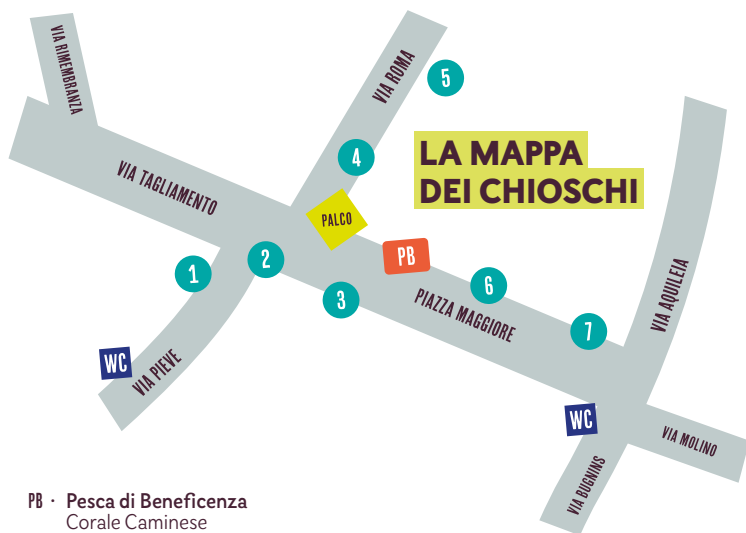 VIA RIMEMBRANZA
VIA ROMA
5
4
LA MAPPA
DEI CHIOSCHI
VIA TAGLIAMENTO
PALCO
1
2
PB
3
6
PIAZZA MAGGIORE
7
VIA AQUILEIA
WC
VIA PIEVE
WC
VIA MOLINO
VIA BUGNINS
PB · Pesca di Beneficenza
Corale Caminese